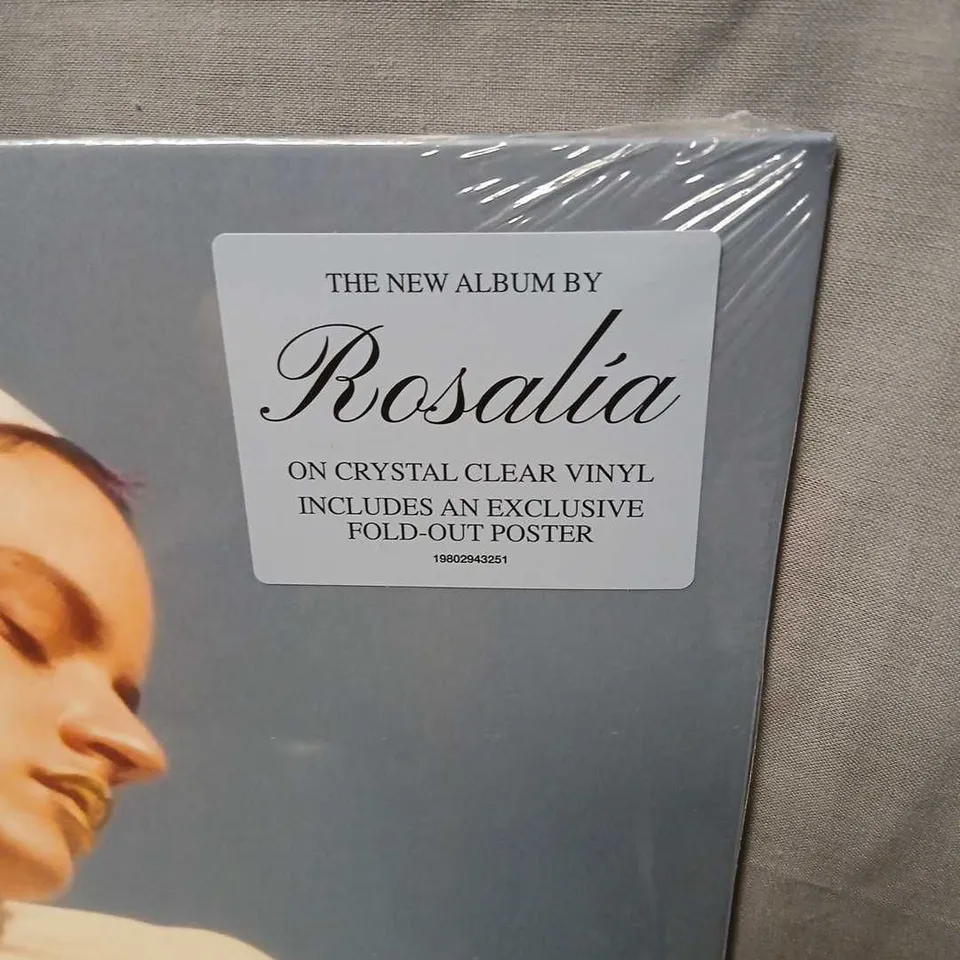 THE NEW ALBUM BY
Rosalía
ON CRYSTAL CLEAR VINYL
INCLUDES AN EXCLUSIVE
FOLD-OUT POSTER
19802943251